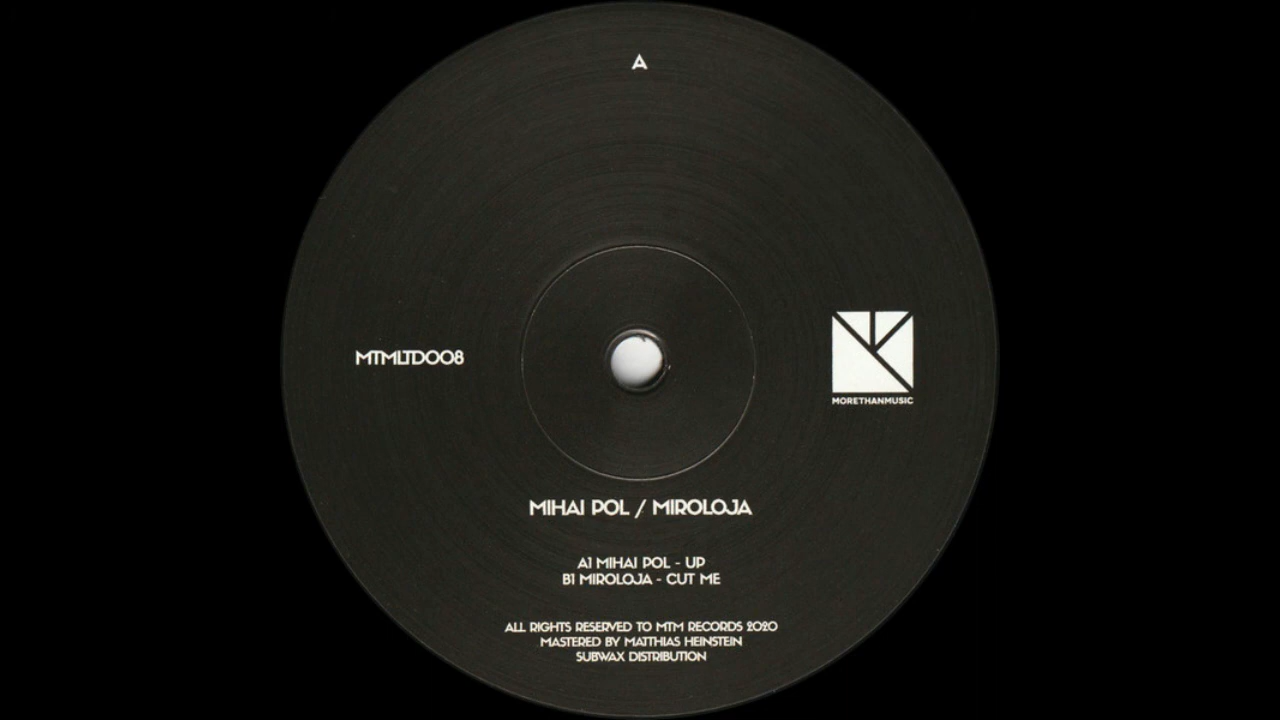 A
MTMLTD008
MORETHANMUSIC
MIHAI POL / MIROLOJA
A1 MIHAI POL - UP
B1 MIROLOJA - CUT ME
ALL RIGHTS RESERVED TO MTM RECORDS 2020
MASTERED BY MATTHIAS HEINSTEIN
SUBWAX DISTRIBUTION